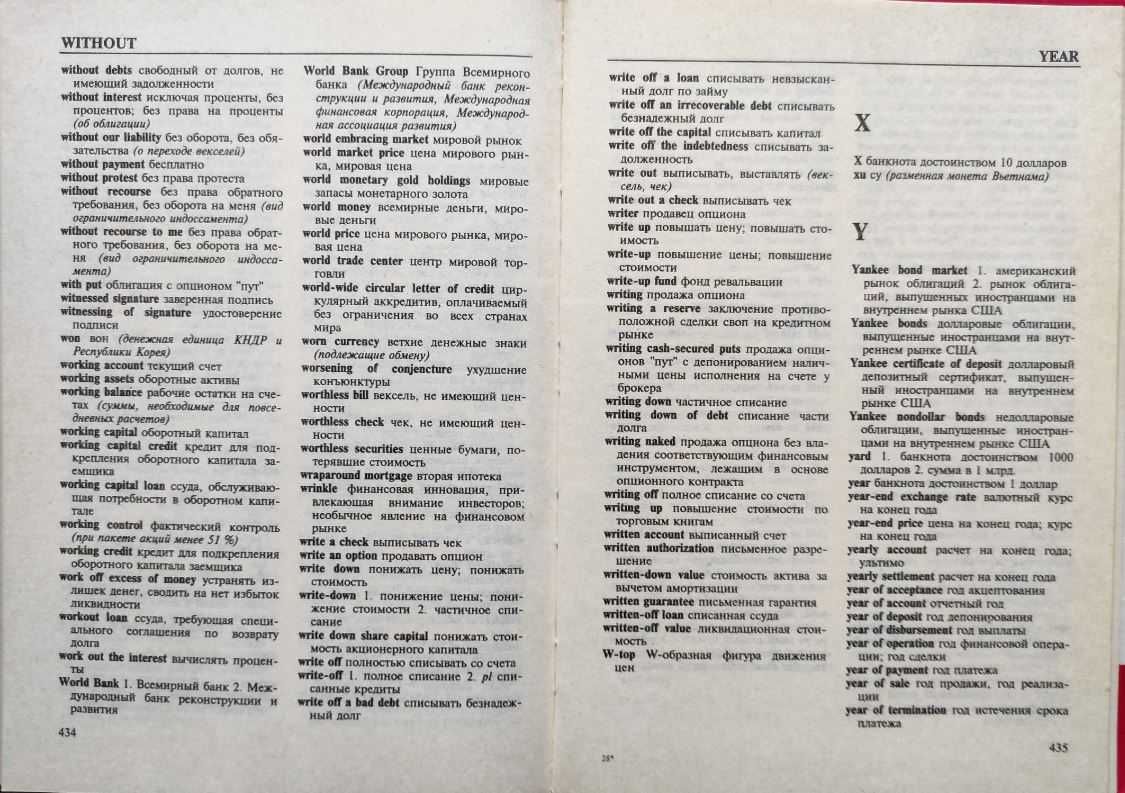 WITHOUT
without debts свободный от долгов, не
имеющий задолженности
without interest исключая проценты, без
процентов; без права на проценты
(об облигации)
without our liability без оборота, без обя-
зательства (о переходе векселей)
without payment бесплатно
without protest без права протеста
without recourse без права обратного
требования, без оборота на меня (вид
ограничительного индоссамента)
without recourse to me без права обрат-
ного требования, без оборота на ме-
ня (вид ограничительного индосса-
мента)
with put облигация с опционом "пут"
witnessed signature заверенная подпись
witnessing of signature удостоверение
подписи
won вон (денежная единица КНДР и
Республики Корея)
working account текущий счет
working assets оборотные активы
working balance рабочие остатки на сче-
тах (суммы, необходимые для повсе-
дневных расчетов)
working capital оборотный капитал
working capital credit кредит для под-
крепления оборотного капитала за-
емщика
working capital loan ссуда, обслуживаю-
щая потребности в оборотном капи-
тале
working control фактический контроль
(при пакете акций менее 51 %)
working credit кредит для подкрепления
оборотного капитала заемщика
work off excess of money устранять из-
лишек денег, сводить на нет избыток
ликвидности
workout loan ссуда, требующая специ-
ального соглашения по возврату
долга
work out the interest вычислять процен-
ты
World Bank 1. Всемирный банк 2. Меж-
дународный банк реконструкции и
развития
434
World Bank Group Группа Всемирного
банка (Международный банк рекон-
струкции и развития, Международная
финансовая корпорация, Международ-
ная ассоциация развития)
world embracing market мировой рынок
world market price цена мирового рын-
ка, мировая цена
world monetary gold holdings мировые
запасы монетарного золота
world money всемирные деньги, миро-
вые деньги
world price цена мирового рынка, миро-
вая цена
world trade center центр мировой тор-
говли
world-wide circular letter of credit цир-
кулярный аккредитив, оплачиваемый
без ограничения во всех странах
мира
worn currency ветхие денежные знаки
(подлежащие обмену)
worsening of conjencture ухудшение
конъюнктуры
worthless bill вексель, не имеющий цен-
ности
worthless check чек, не имеющий цен-
ности
worthless securities ценные бумаги, по-
терявшие стоимость
wraparound mortgage вторая ипотека
wrinkle финансовая инновация, при-
влекающая внимание инвесторов;
необычное явление на финансовом
рынке
write a check выписывать чек
write an option продавать опцион
write down понижать цену; понижать
стоимость
write-down 1. понижение цены; пони-
жение стоимости 2. частичное спи-
сание
write down share capital понижать стои-
мость акционерного капитала
write off полностью списывать со счета
write-off 1. полное списание 2. pl спи-
санные кредиты
write off a bad debt списывать безнадеж-
ный долг
YEAR
write off a loan списывать невзыскан-
ный долг по займу
write off an irrecoverable debt списывать
безнадежный долг
write off the capital списывать капитал
write off the indebtedness списывать за-
долженность
write out выписывать, выставлять (век-
сель, чек)
write out a check выписывать чек
writer продавец опциона
write up повышать цену; повышать сто-
имость
write-up повышение цены; повышение
стоимости
write-up fund фонд ревальвации
writing продажа опциона
writing a reserve заключение противо-
положной сделки своп на кредитном
рынке
writing cash-secured puts продажа опци-
онов "пут" с депонированием налич-
ными цены исполнения на счете у
брокера
writing down частичное списание
writing down of debt списание части
долга
writing naked продажа опциона без вла-
дения соответствующим финансовым
инструментом, лежащим в основе
опционного контракта
writing off полное списание со счета
writing up повышение стоимости по
торговым книгам
written account выписанный счет
written authorization письменное разре-
шение
written-down value стоимость актива за
вычетом амортизации
written guarantee письменная гарантия
written-off loan списанная ссуда
written-off value ликвидационная стои-
мость
W-top W-образная фигура движения
цен
28*
X
X банкнота достоинством 10 долларов
xu су (разменная монета Вьетнама)
Y
Yankee bond market 1. американский
рынок облигаций 2. рынок облига-
ций, выпущенных иностранцами на
внутреннем рынка США
Yankee bonds долларовые облигации,
выпущенные иностранцами на внут-
реннем рынке США
Yankee certificate of deposit долларовый
депозитный сертификат, выпущен-
ный иностранцами на внутреннем
рынке США
Yankee nondollar bonds недолларовые
облигации, выпущенные иностран-
цами на внутреннем рынке США
yard 1. банкнота достоинством 1000
долларов 2. сумма в 1 млрд.
year банкнота достоинством 1 доллар
year-end exchange rate валютный курс
на конец года
year-end price цена на конец года; курс
на конец года
yearly account расчет на конец года;
ультимо
yearly settlement расчет на конец года
year of acceptance год акцептования
year of account отчетный год
year of deposit год депонирования
year of disbursement год выплаты
year of operation год финансовой опера-
ции; год сделки
year of payment год платежа
year of sale год продажи, год реализа-
ции
year of termination год истечения срока
платежа
435